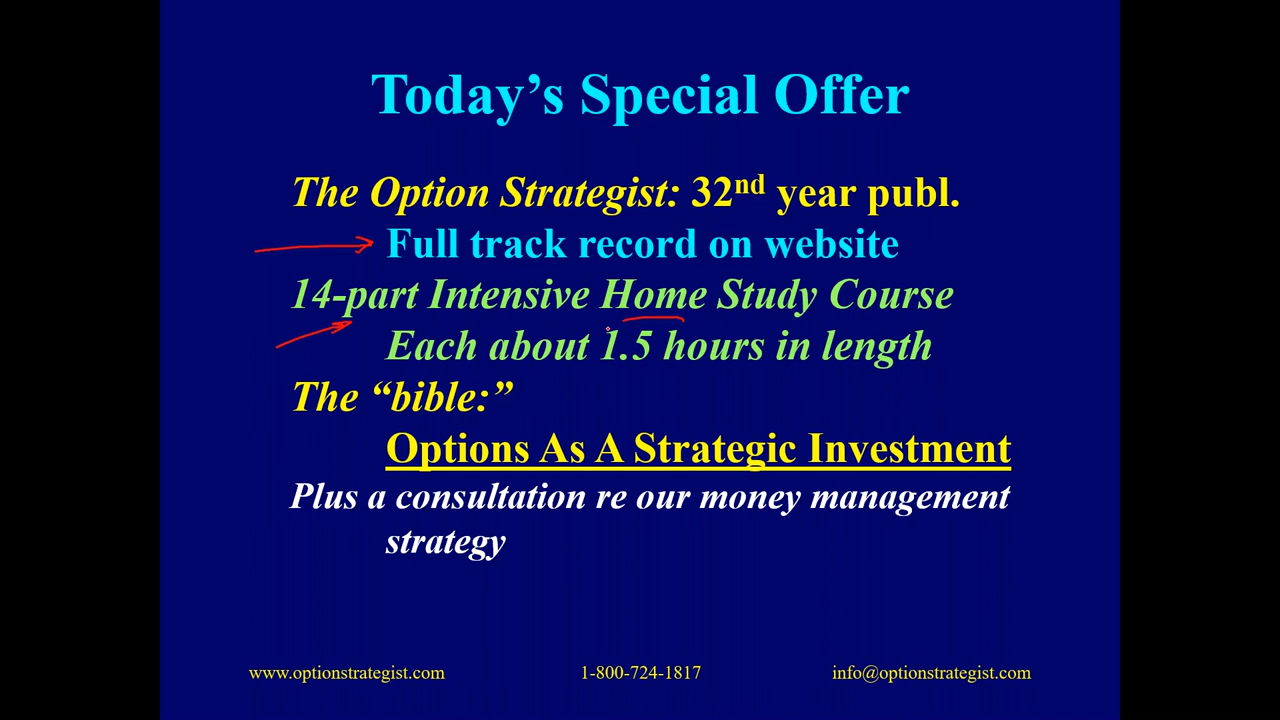 Today’s Special Offer
The Option Strategist: 32nd year publ.
Full track record on website
14-part Intensive Home Study Course
Each about 1.5 hours in length
The “bible:”
Options As A Strategic Investment
Plus a consultation re our money management
strategy
www.optionstrategist.com 1-800-724-1817 info@optionstrategist.com